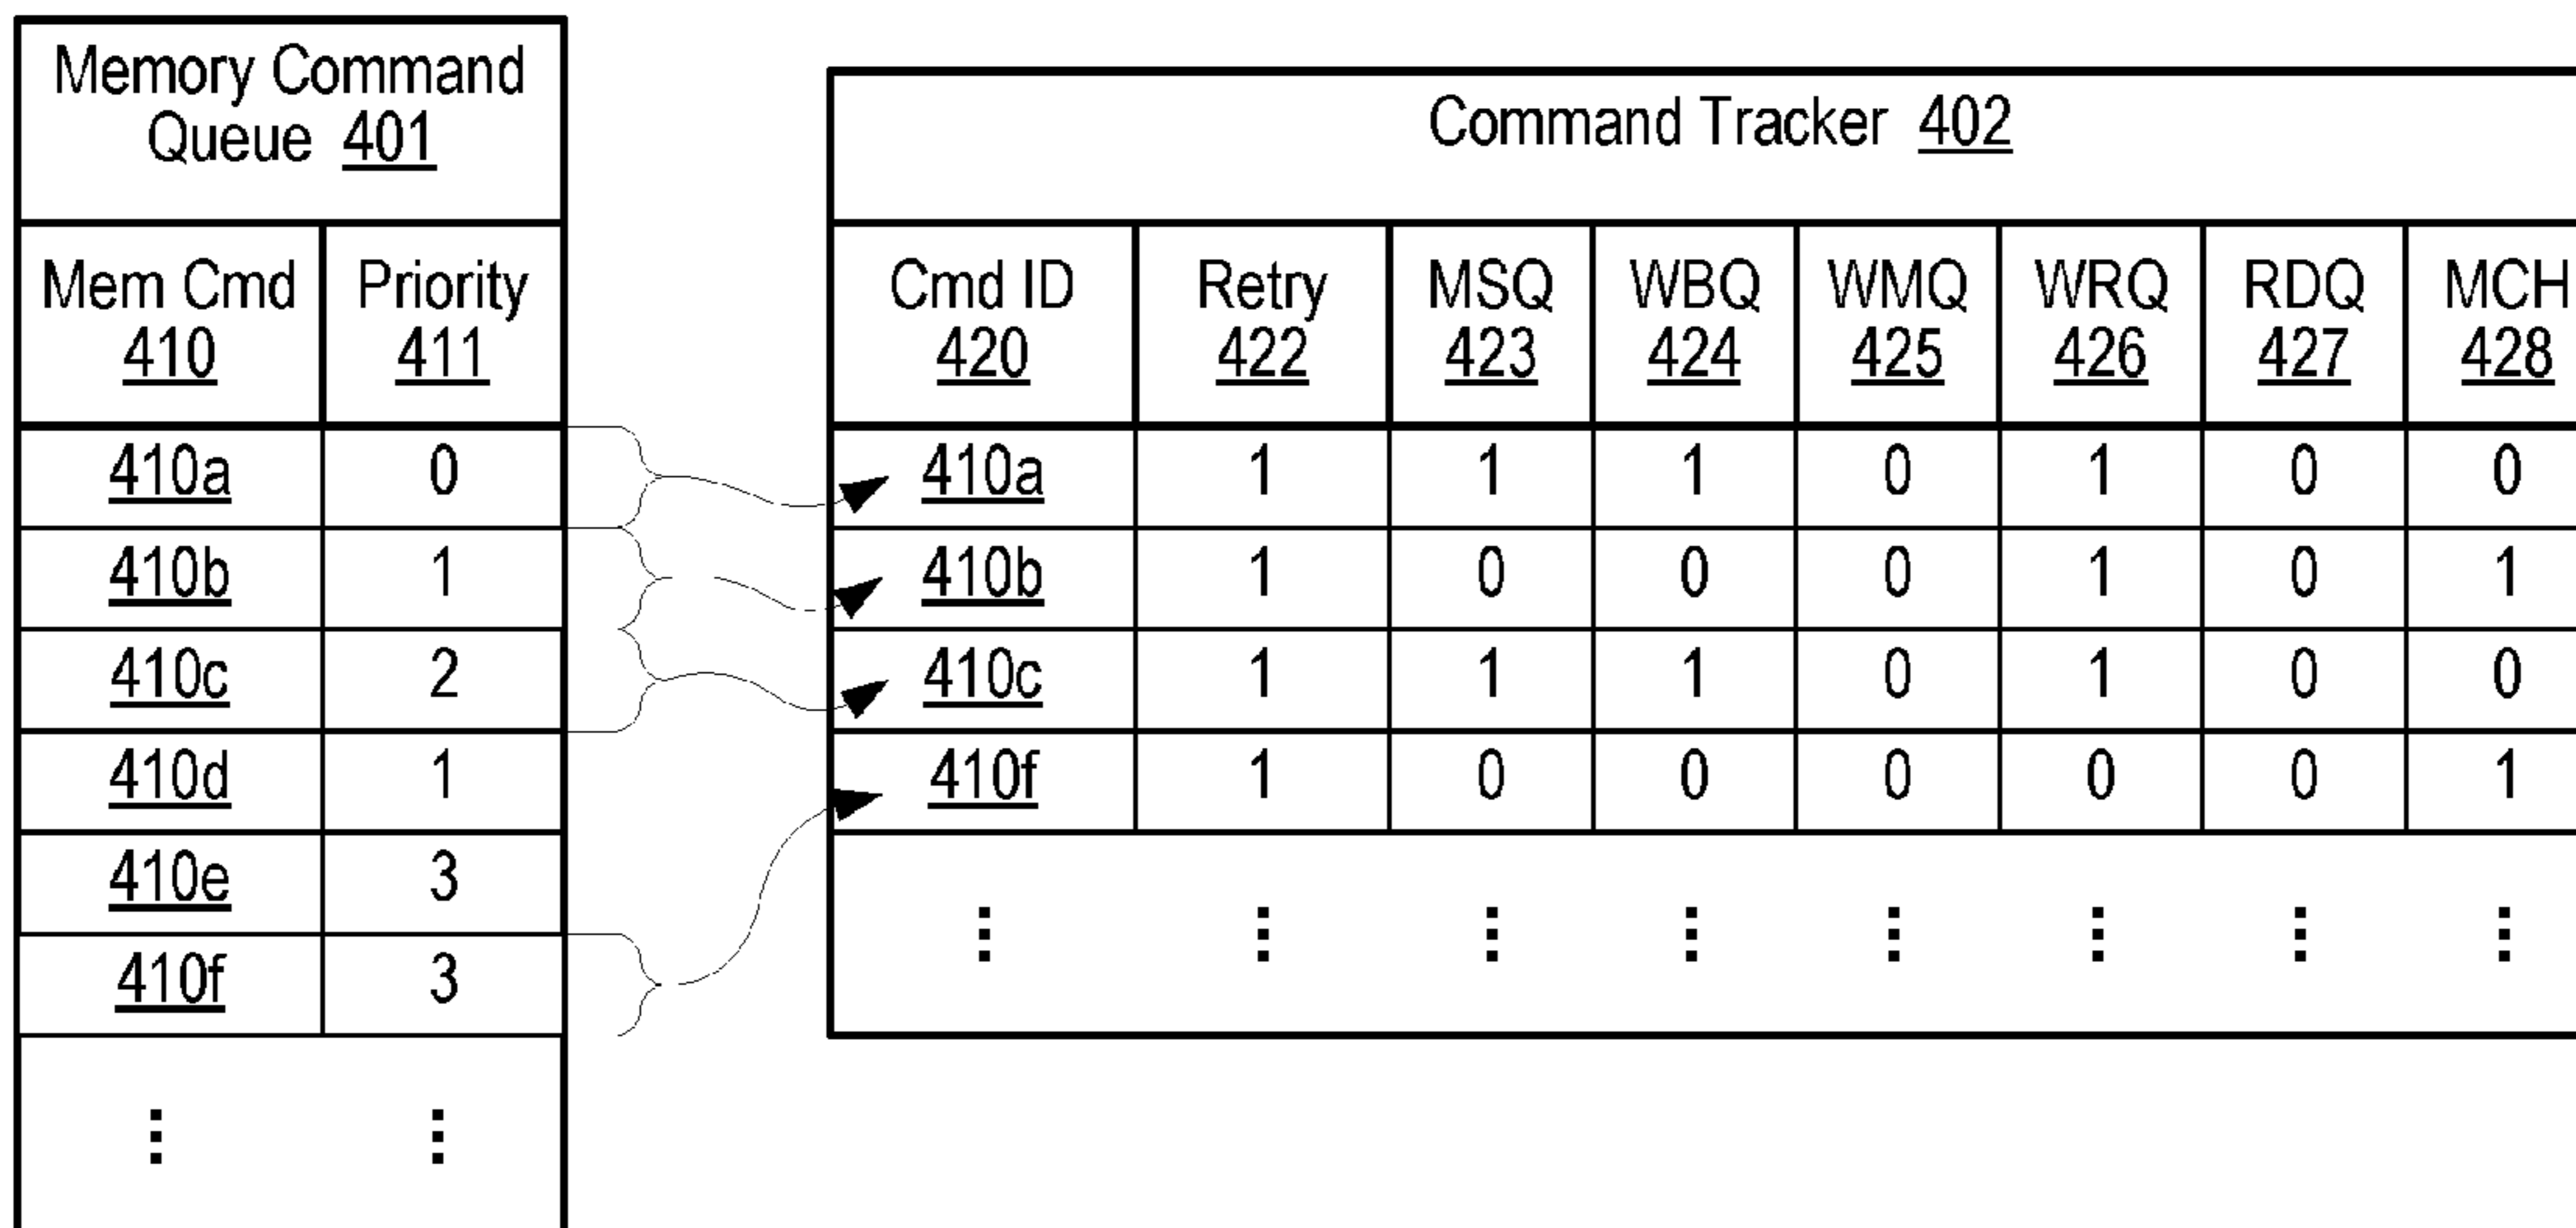 Memory Command
Queue 401
Mem Cmd Priority
410 411
410a 0
410b 1
410c 2
410d 1
410e 3
410f 3
Command Tracker 402
Cmd ID Retry MSQ WBQ WMQ WRQ RDQ MCH
420 422 423 424 425 426 427 428
410a 1 1 1 0 1 0 0
410b 1 0 0 0 1 0 1
410c 1 1 1 0 1 0 0
410f 1 0 0 0 0 0 1